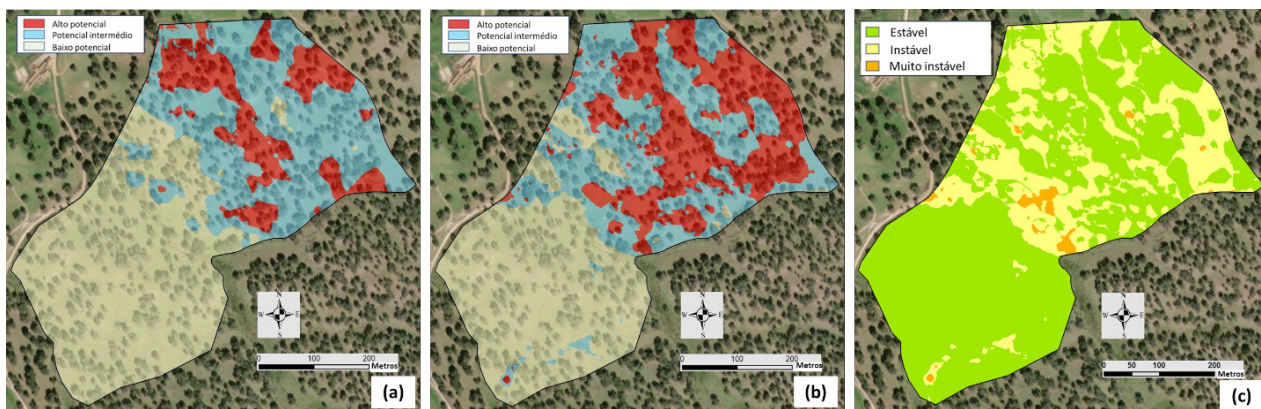 Alto potencial
Potencial intermédio
Baixo potencial
N
W E
S
0 100 200
Metros
(a)
Alto potencial
Potencial intermédio
Baixo potencial
N
W E
S
0 100 200
Metros
(b)
Estável
Instável
Muito instável
N
W E
S
0 50 100 200
Metros
(c)